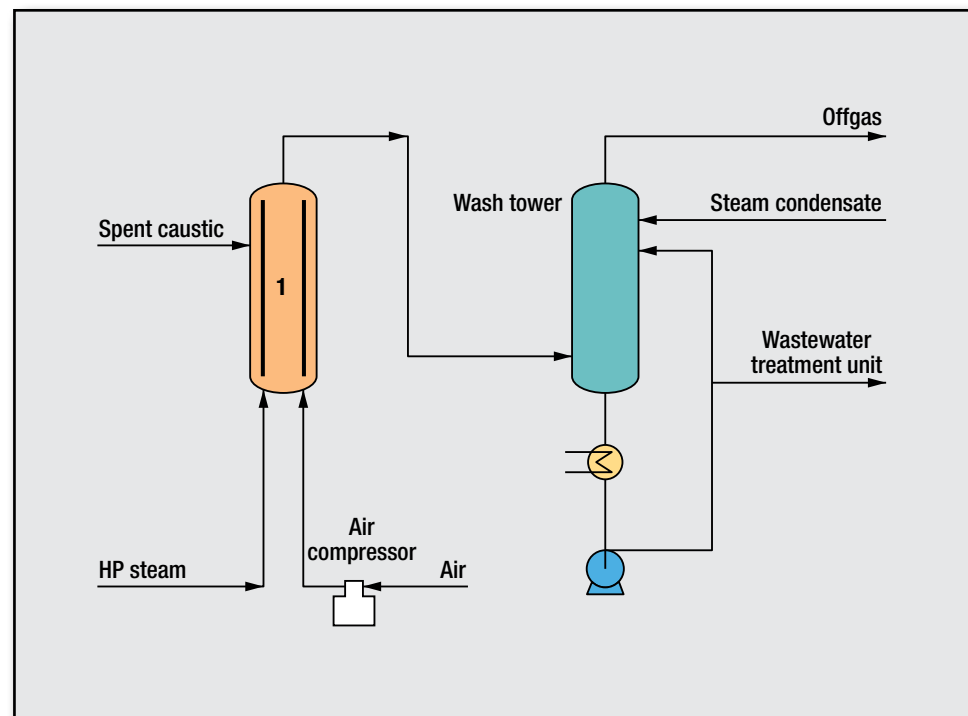 Offgas
Wash tower
Steam condensate
Spent caustic
1
Wastewater
treatment unit
Air
compressor
HP steam
Air